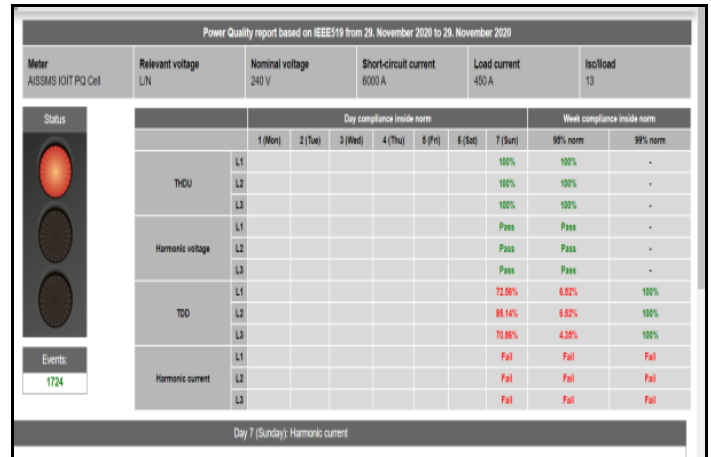 Power Quality report based on IEEE519 from 29. November 2020 to 29. November 2020
Meter Relevant voltage Nominal voltage Short-circuit current Load current Isc/Iload
AISSMS IOIT PQ Cell L/N 240 V 6000 A 450 A 13
Status
Day compliance inside norm Week compliance inside norm
1 (Mon) 2 (Tue) 3 (Wed) 4 (Thu) 5 (Fri) 6 (Sat) 7 (Sun) 95% norm 99% norm
L1 100% 100% -
THDU L2 100% 100% -
L3 100% 100% -
L1 Pass Pass -
Harmonic voltage L2 Pass Pass -
L3 Pass Pass -
L1 72.56% 6.52% 100%
TDD L2 65.14% 6.52% 100%
L3 70.86% 4.35% 100%
Events:
1724
L1 Fail Fail Fail
Harmonic current L2 Fail Fail Fail
L3 Fail Fail Fail
Day 7 (Sunday): Harmonic current